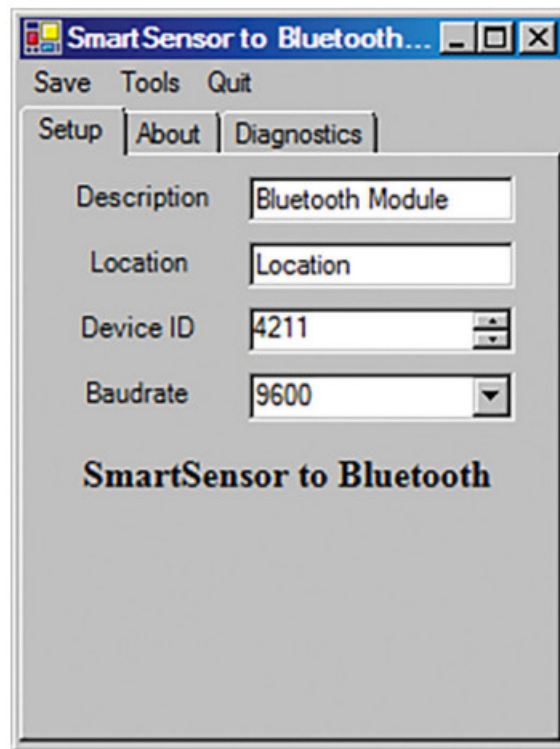 SmartSensor to Bluetooth...
Save Tools Quit
Setup About Diagnostics
Description Bluetooth Module
Location Location
Device ID 4211
Baudrate 9600
SmartSensor to Bluetooth